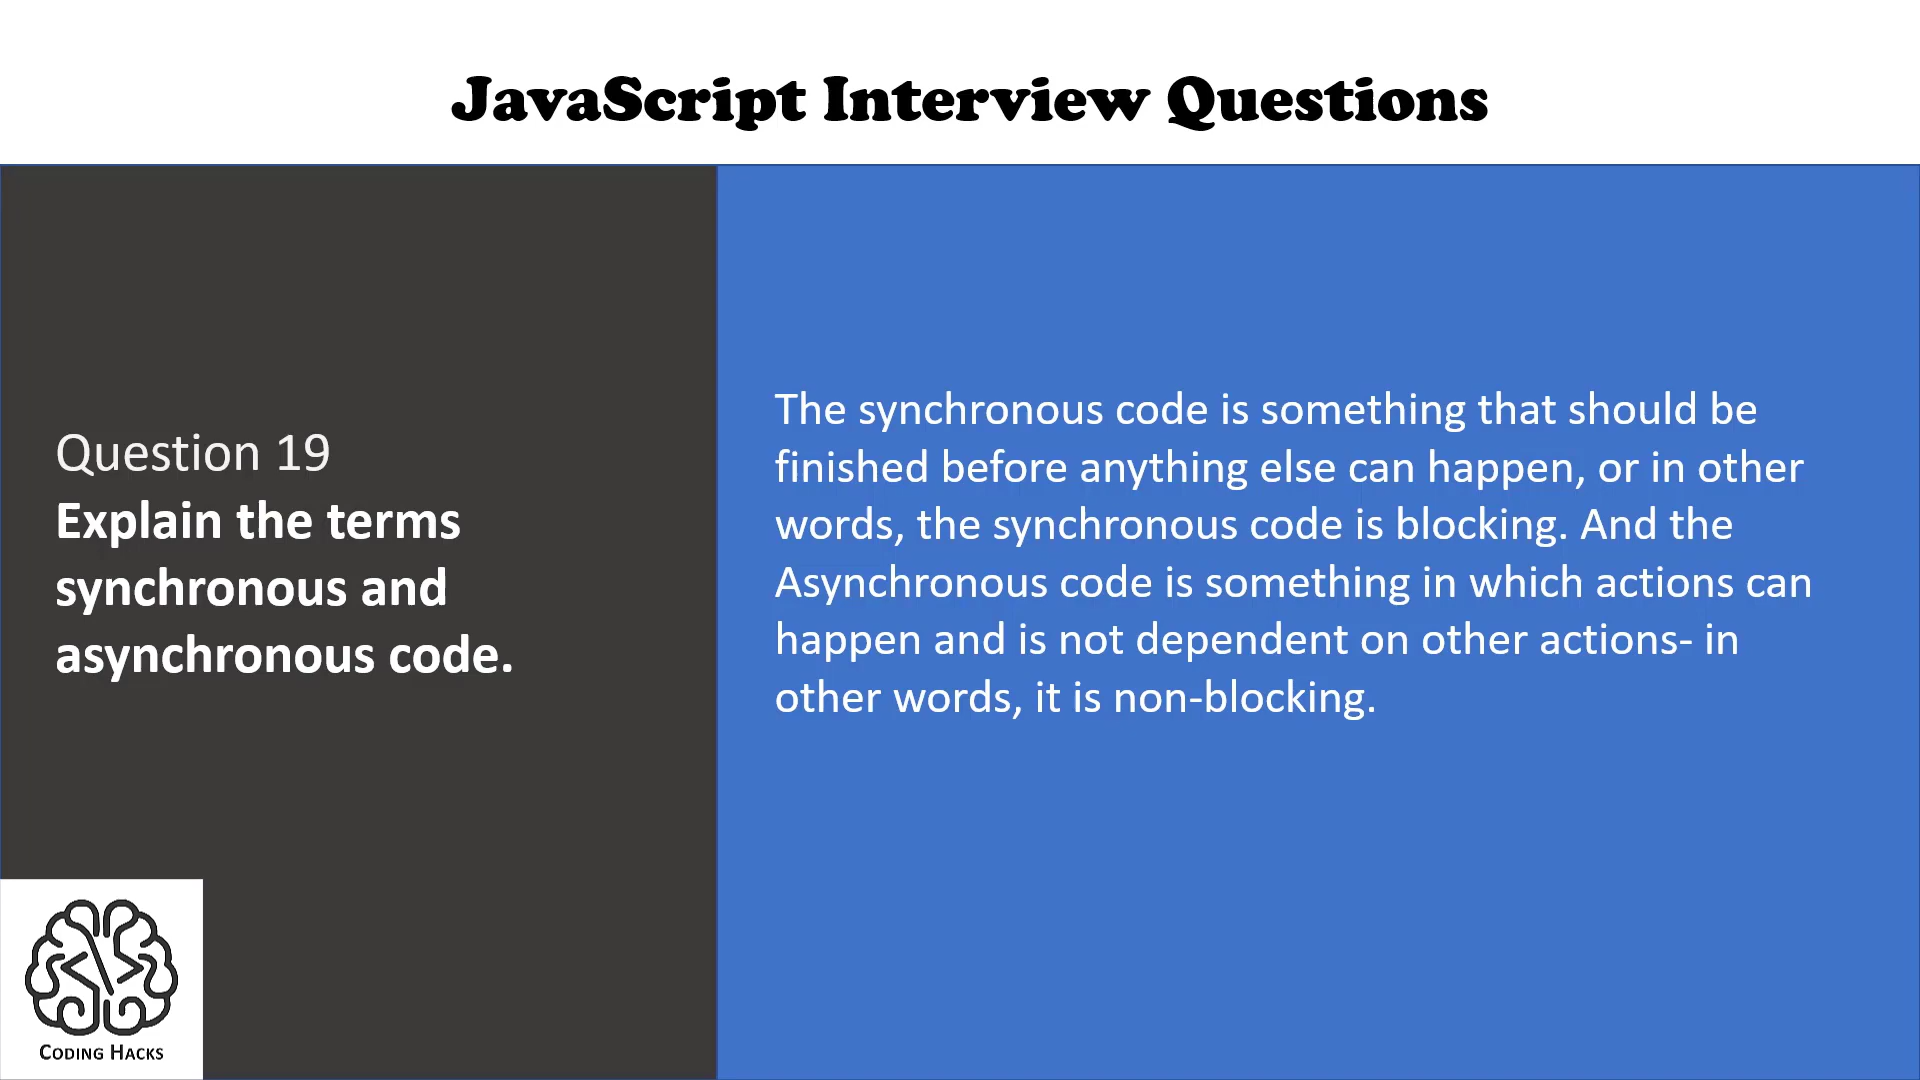 JavaScript Interview Questions
Question 19
Explain the terms
synchronous and
asynchronous code.
The synchronous code is something that should be
finished before anything else can happen, or in other
words, the synchronous code is blocking. And the
Asynchronous code is something in which actions can
happen and is not dependent on other actions- in
other words, it is non-blocking.
CODING HACKS